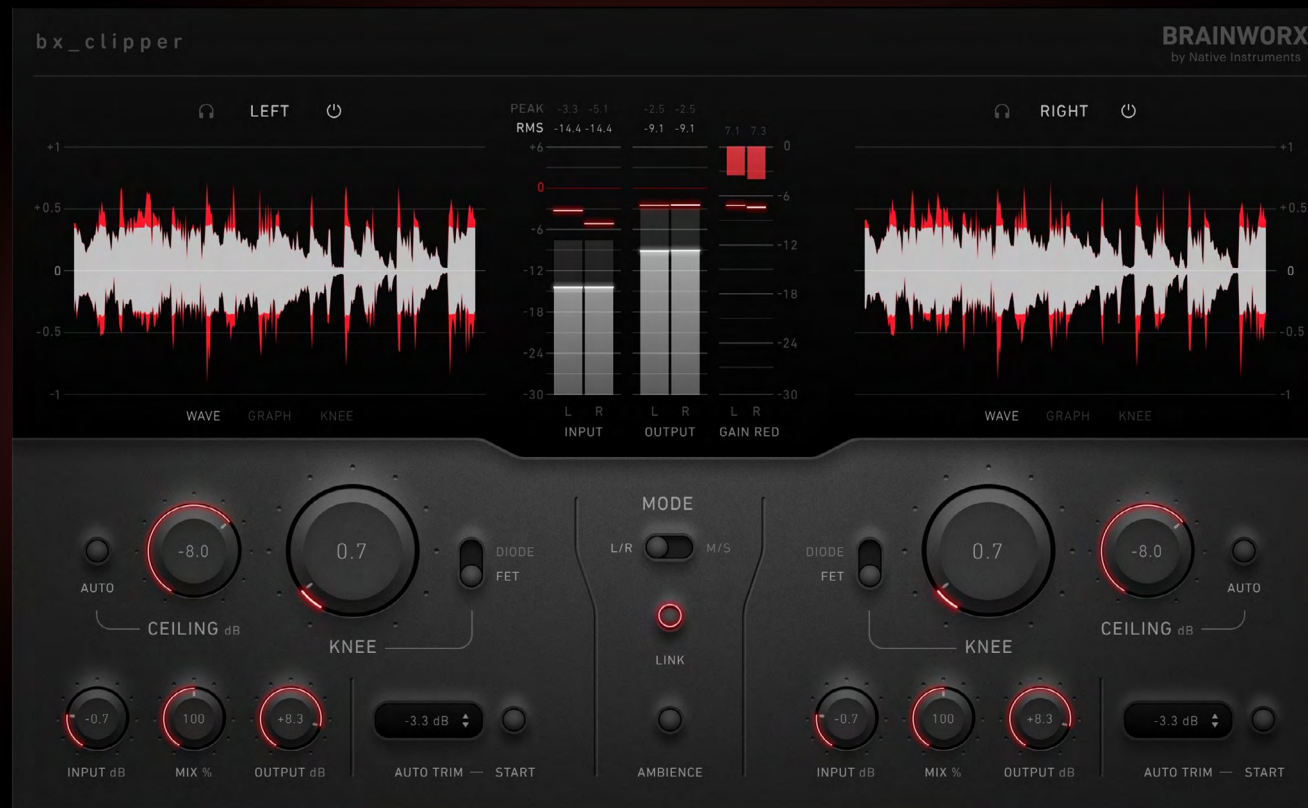 bx_clipper
BRAINWORX
by Native Instruments
LEFT
PEAK -3.3 -5.1 -2.5 -2.5
RMS -14.4 -14.4 -9.1 -9.1 7.1 7.3
RIGHT
+1
+0.5
0
-0.5
-1
+6
0
-6
-12
-18
-24
-30
0
-6
-12
-18
-24
-30
+1
+0.5
0
-0.5
-1
WAVE GRAPH KNEE
L R L R L R
INPUT OUTPUT GAIN RED
WAVE GRAPH KNEE
AUTO
-8.0
CEILING dB
0.7
KNEE
DIODE
FET
MODE
L/R M/S
LINK
AMBIENCE
DIODE
FET
0.7
KNEE
-8.0
CEILING dB
AUTO
-0.7 100 +8.3 -3.3 dB
INPUT dB MIX % OUTPUT dB AUTO TRIM — START
-0.7 100 +8.3 -3.3 dB
INPUT dB MIX % OUTPUT dB AUTO TRIM — START